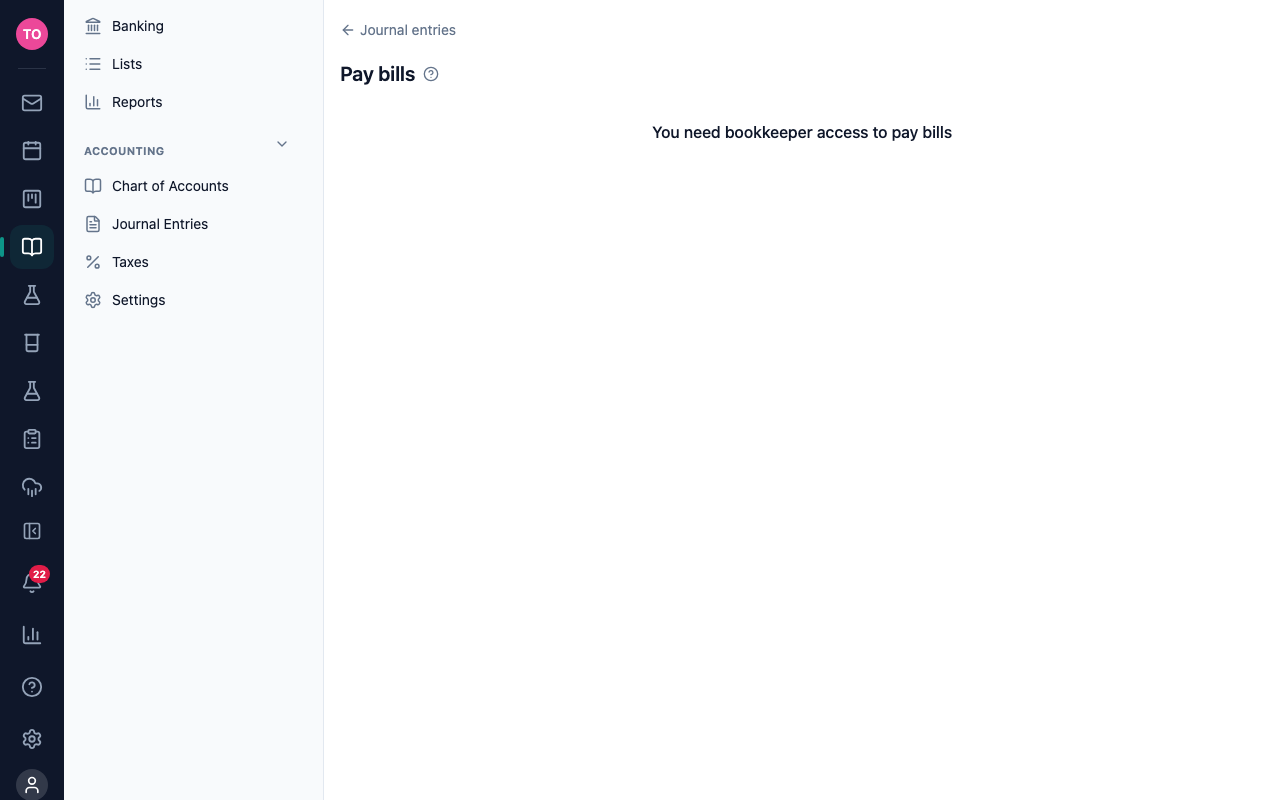 TO
Banking
Lists
Reports
ACCOUNTING
Chart of Accounts
Journal Entries
Taxes
Settings
22
Journal entries
Pay bills
You need bookkeeper access to pay bills